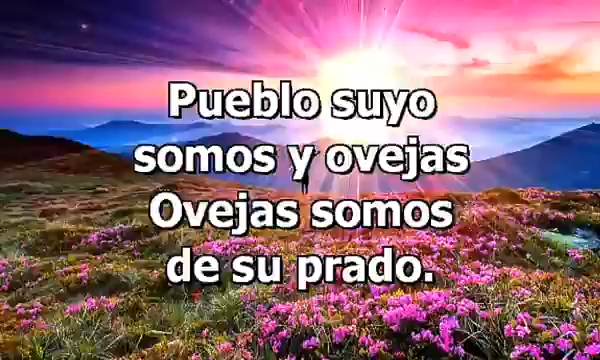 Pueblo suyo
somos y ovejas
Ovejas somos
de su prado.